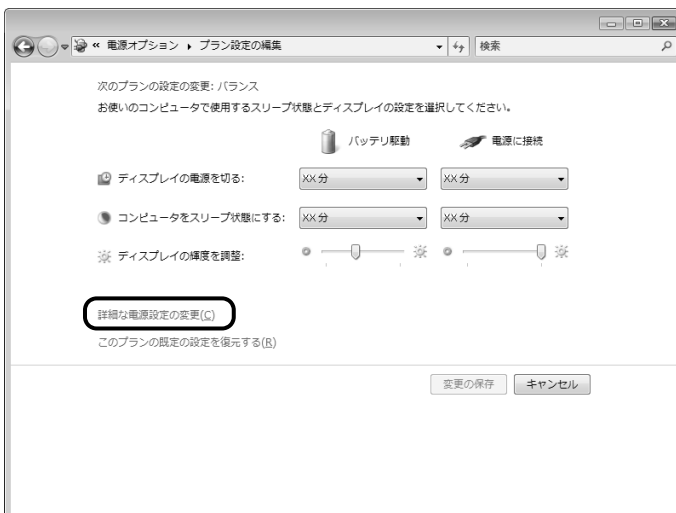 « 電源オプション ▸ プラン設定の編集 検索
次のプランの設定の変更: バランス
お使いのコンピュータで使用するスリープ状態とディスプレイの設定を選択してください。
バッテリ駆動 電源に接続
ディスプレイの電源を切る: XX分 XX分
コンピュータをスリープ状態にする: XX分 XX分
ディスプレイの輝度を調整:
詳細な電源設定の変更(C)
このプランの既定の設定を復元する(R)
変更の保存 キャンセル